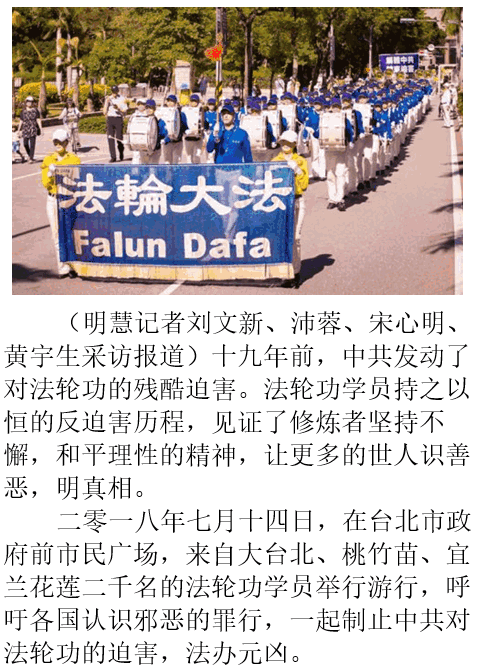 解體中共
法輪大法
Falun Dafa
（明慧记者刘文新、沛蓉、宋心明、
黄宇生采访报道）十九年前，中共发动了
对法轮功的残酷迫害。法轮功学员持之以
恒的反迫害历程，见证了修炼者坚持不
懈，和平理性的精神，让更多的世人识善
恶，明真相。
二零一八年七月十四日，在台北市政
府前市民广场，来自大台北、桃竹苗、宜
兰花莲二千名的法轮功学员举行游行，呼
吁各国认识邪恶的罪行，一起制止中共对
法轮功的迫害，法办元凶。